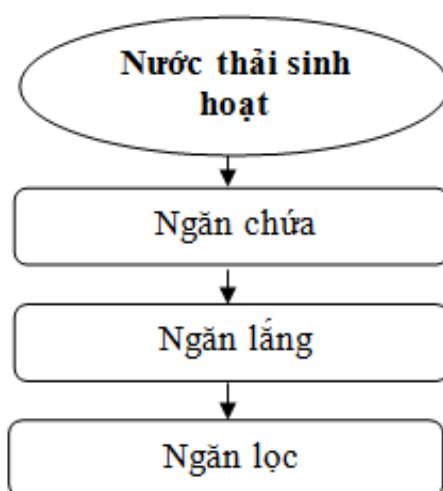 Nước thải sinh
hoạt
Ngăn chứa
Ngăn lắng
Ngăn lọc